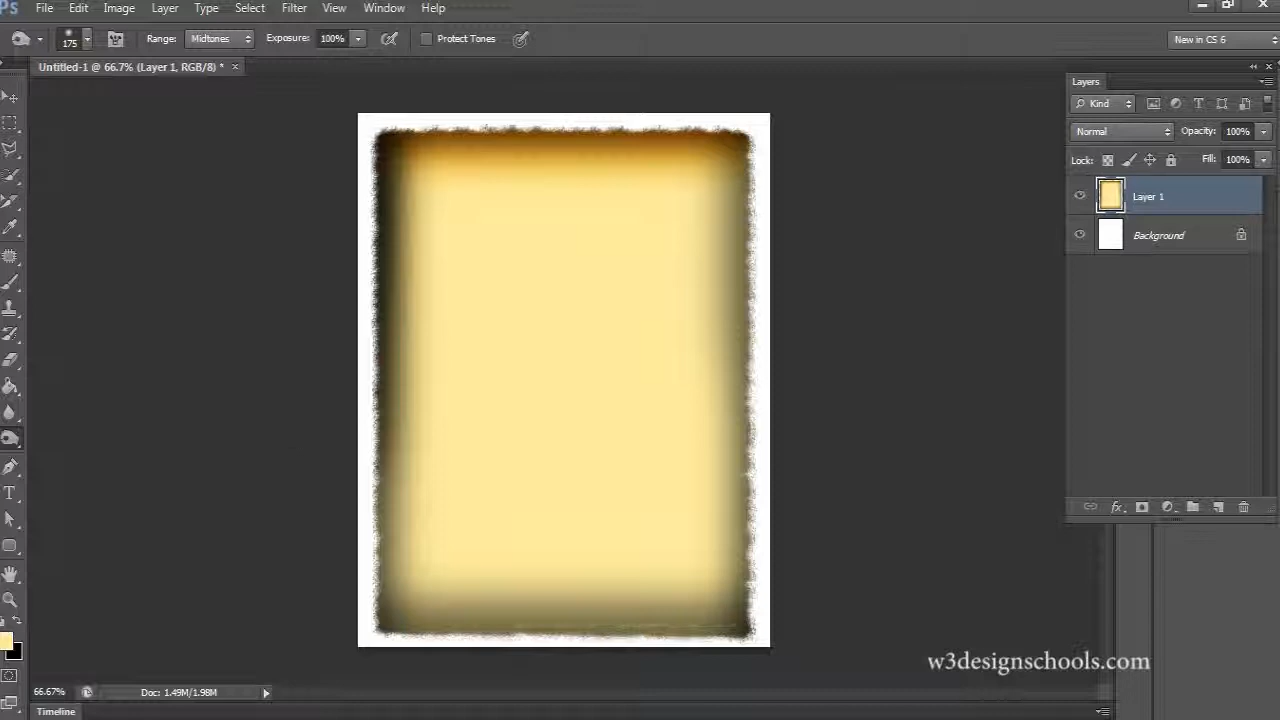 Ps File Edit Image Layer Type Select Filter View Window Help
175 Range: Midtones Exposure: 100% Protect Tones New in CS 6
Untitled-1 @ 66.7% (Layer 1, RGB/8) * ×
Layers
Kind
Normal Opacity: 100%
Lock: Fill: 100%
Layer 1
Background
fx
T
w3designschools.com
66.67% Doc: 1.49M/1.98M
Timeline